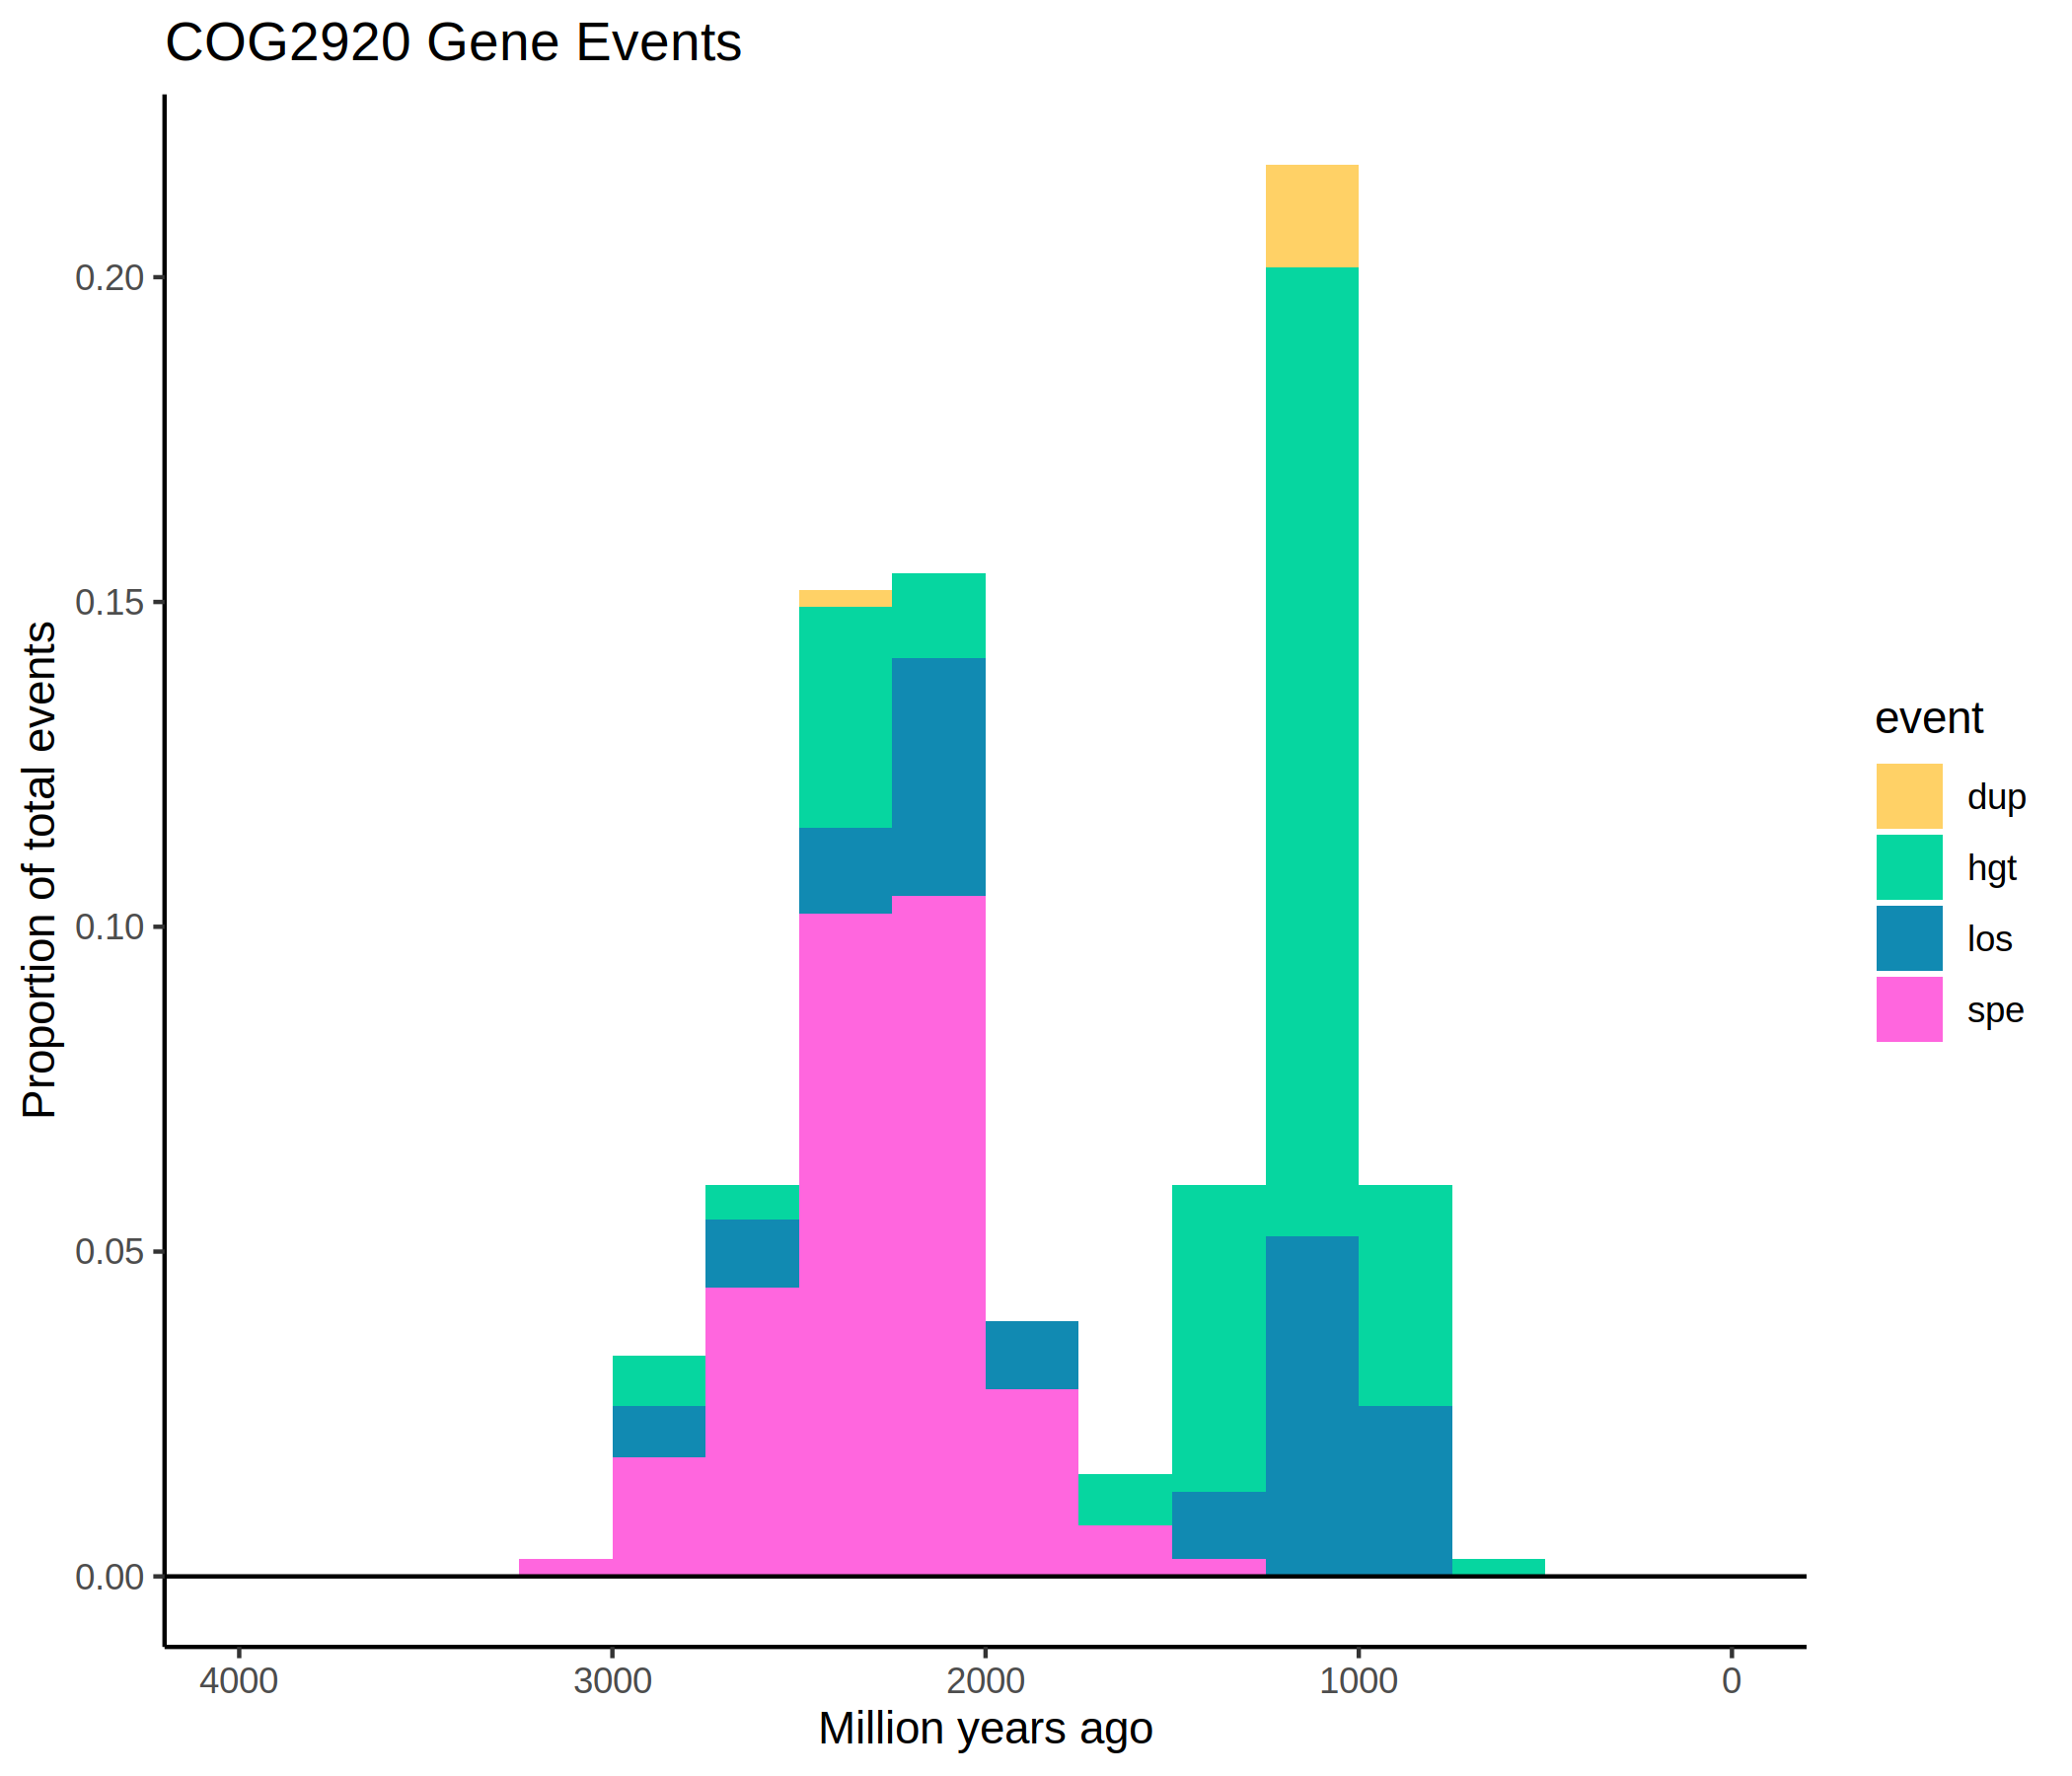 COG2920 Gene Events
Proportion of total events
0.20
0.15
0.10
0.05
0.00
4000 3000 2000 1000 0
Million years ago
event
dup
hgt
los
spe